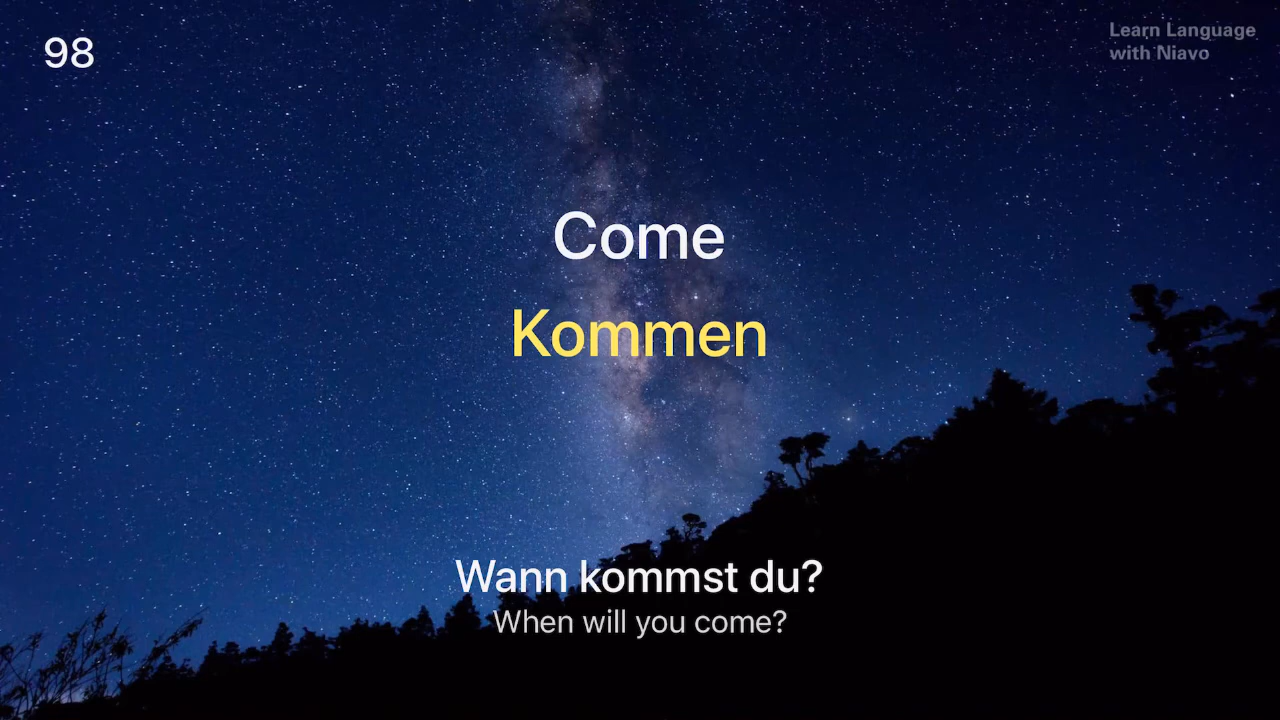 98
Learn Language
with Niavo
Come
Kommen
Wann kommst du?
When will you come?